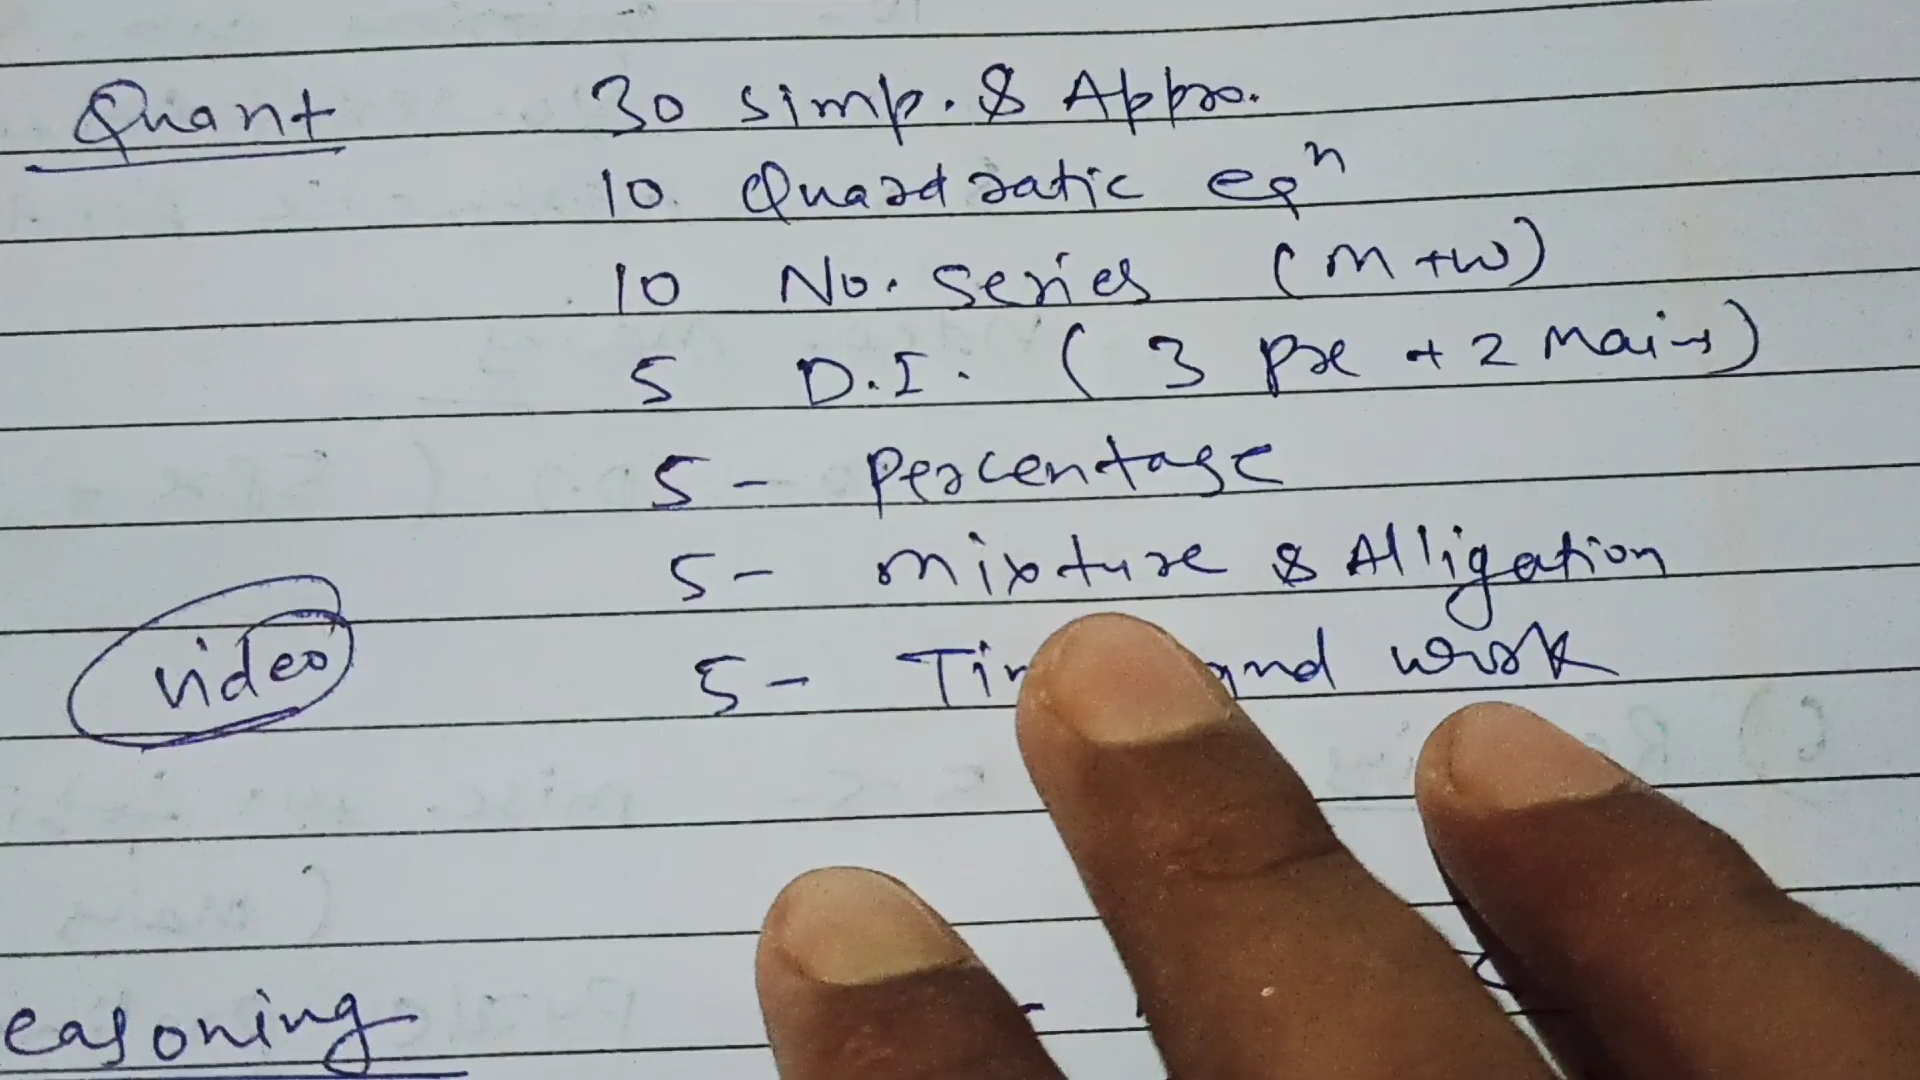 Quant 30 Simp. & Appro.
10 Quadratic eqⁿ
10 No. Series (M+W)
5 D.I. (3 Pre + 2 Mains)
5 - Percentage
5 - Mixture & Alligation
video
5 - Ti and work
easoning